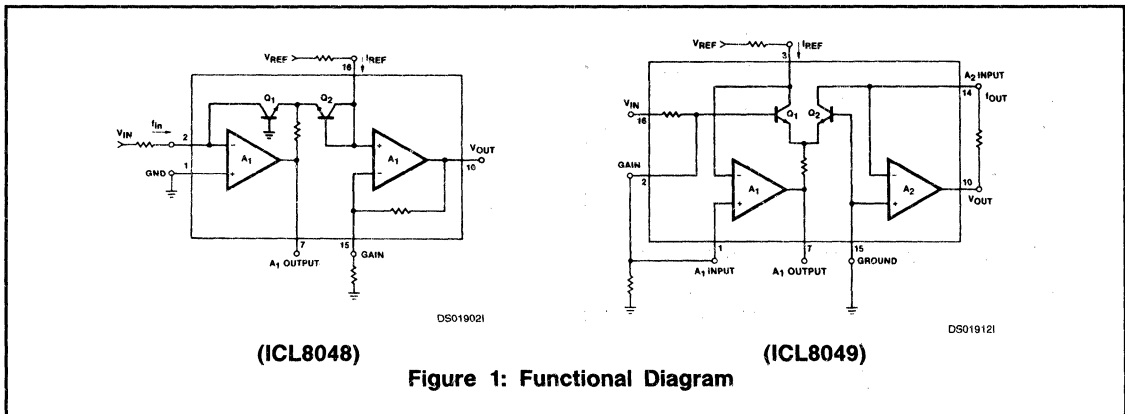 VREF
IREF
16
Q1
Q2
VIN
Iin
2
A1
A1
VOUT
10
1
GND
7
15
GAIN
A1 OUTPUT
DS01902I
(ICL8048)
VREF
IREF
3
A2 INPUT
14
IOUT
VIN
16
Q1
Q2
GAIN
2
A1
A2
10
VOUT
1
7
15
A1 INPUT
A1 OUTPUT
GROUND
DS01912I
(ICL8049)
Figure 1: Functional Diagram